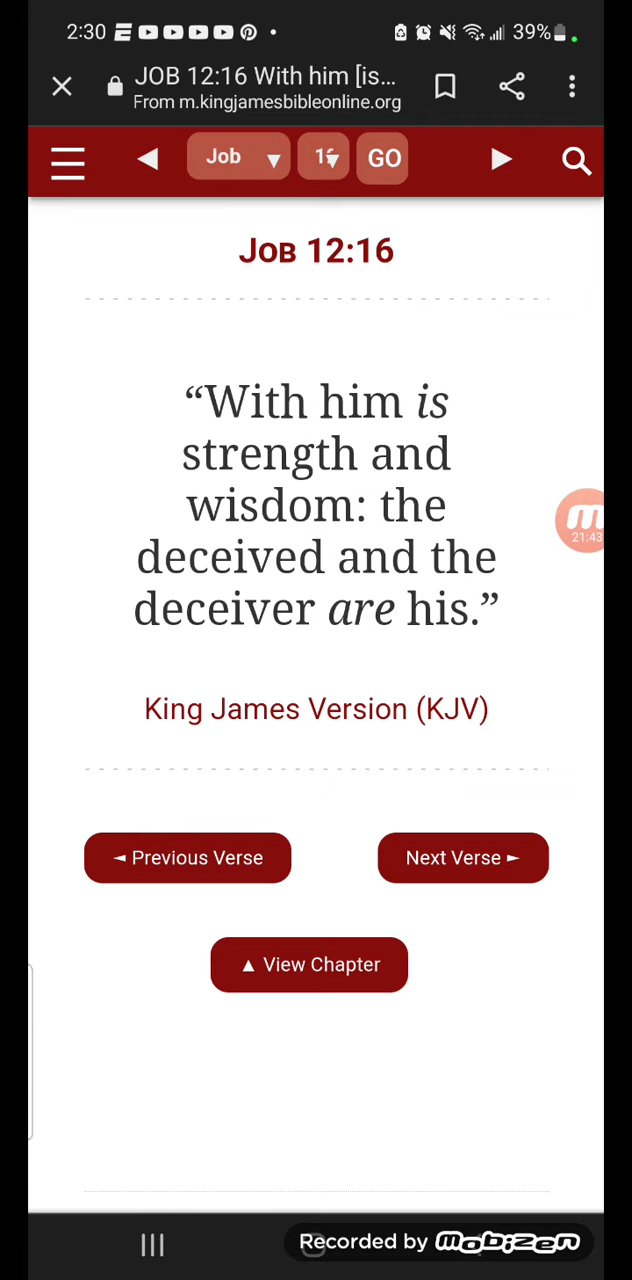 2:30 39%
JOB 12:16 With him [is...
From m.kingjamesbibleonline.org
Job GO
JOB 12:16
“With him is
strength and
wisdom: the
deceived and the
deceiver are his.”
21:43
King James Version (KJV)
◄ Previous Verse Next Verse ►
▲ View Chapter
Recorded by mobizen